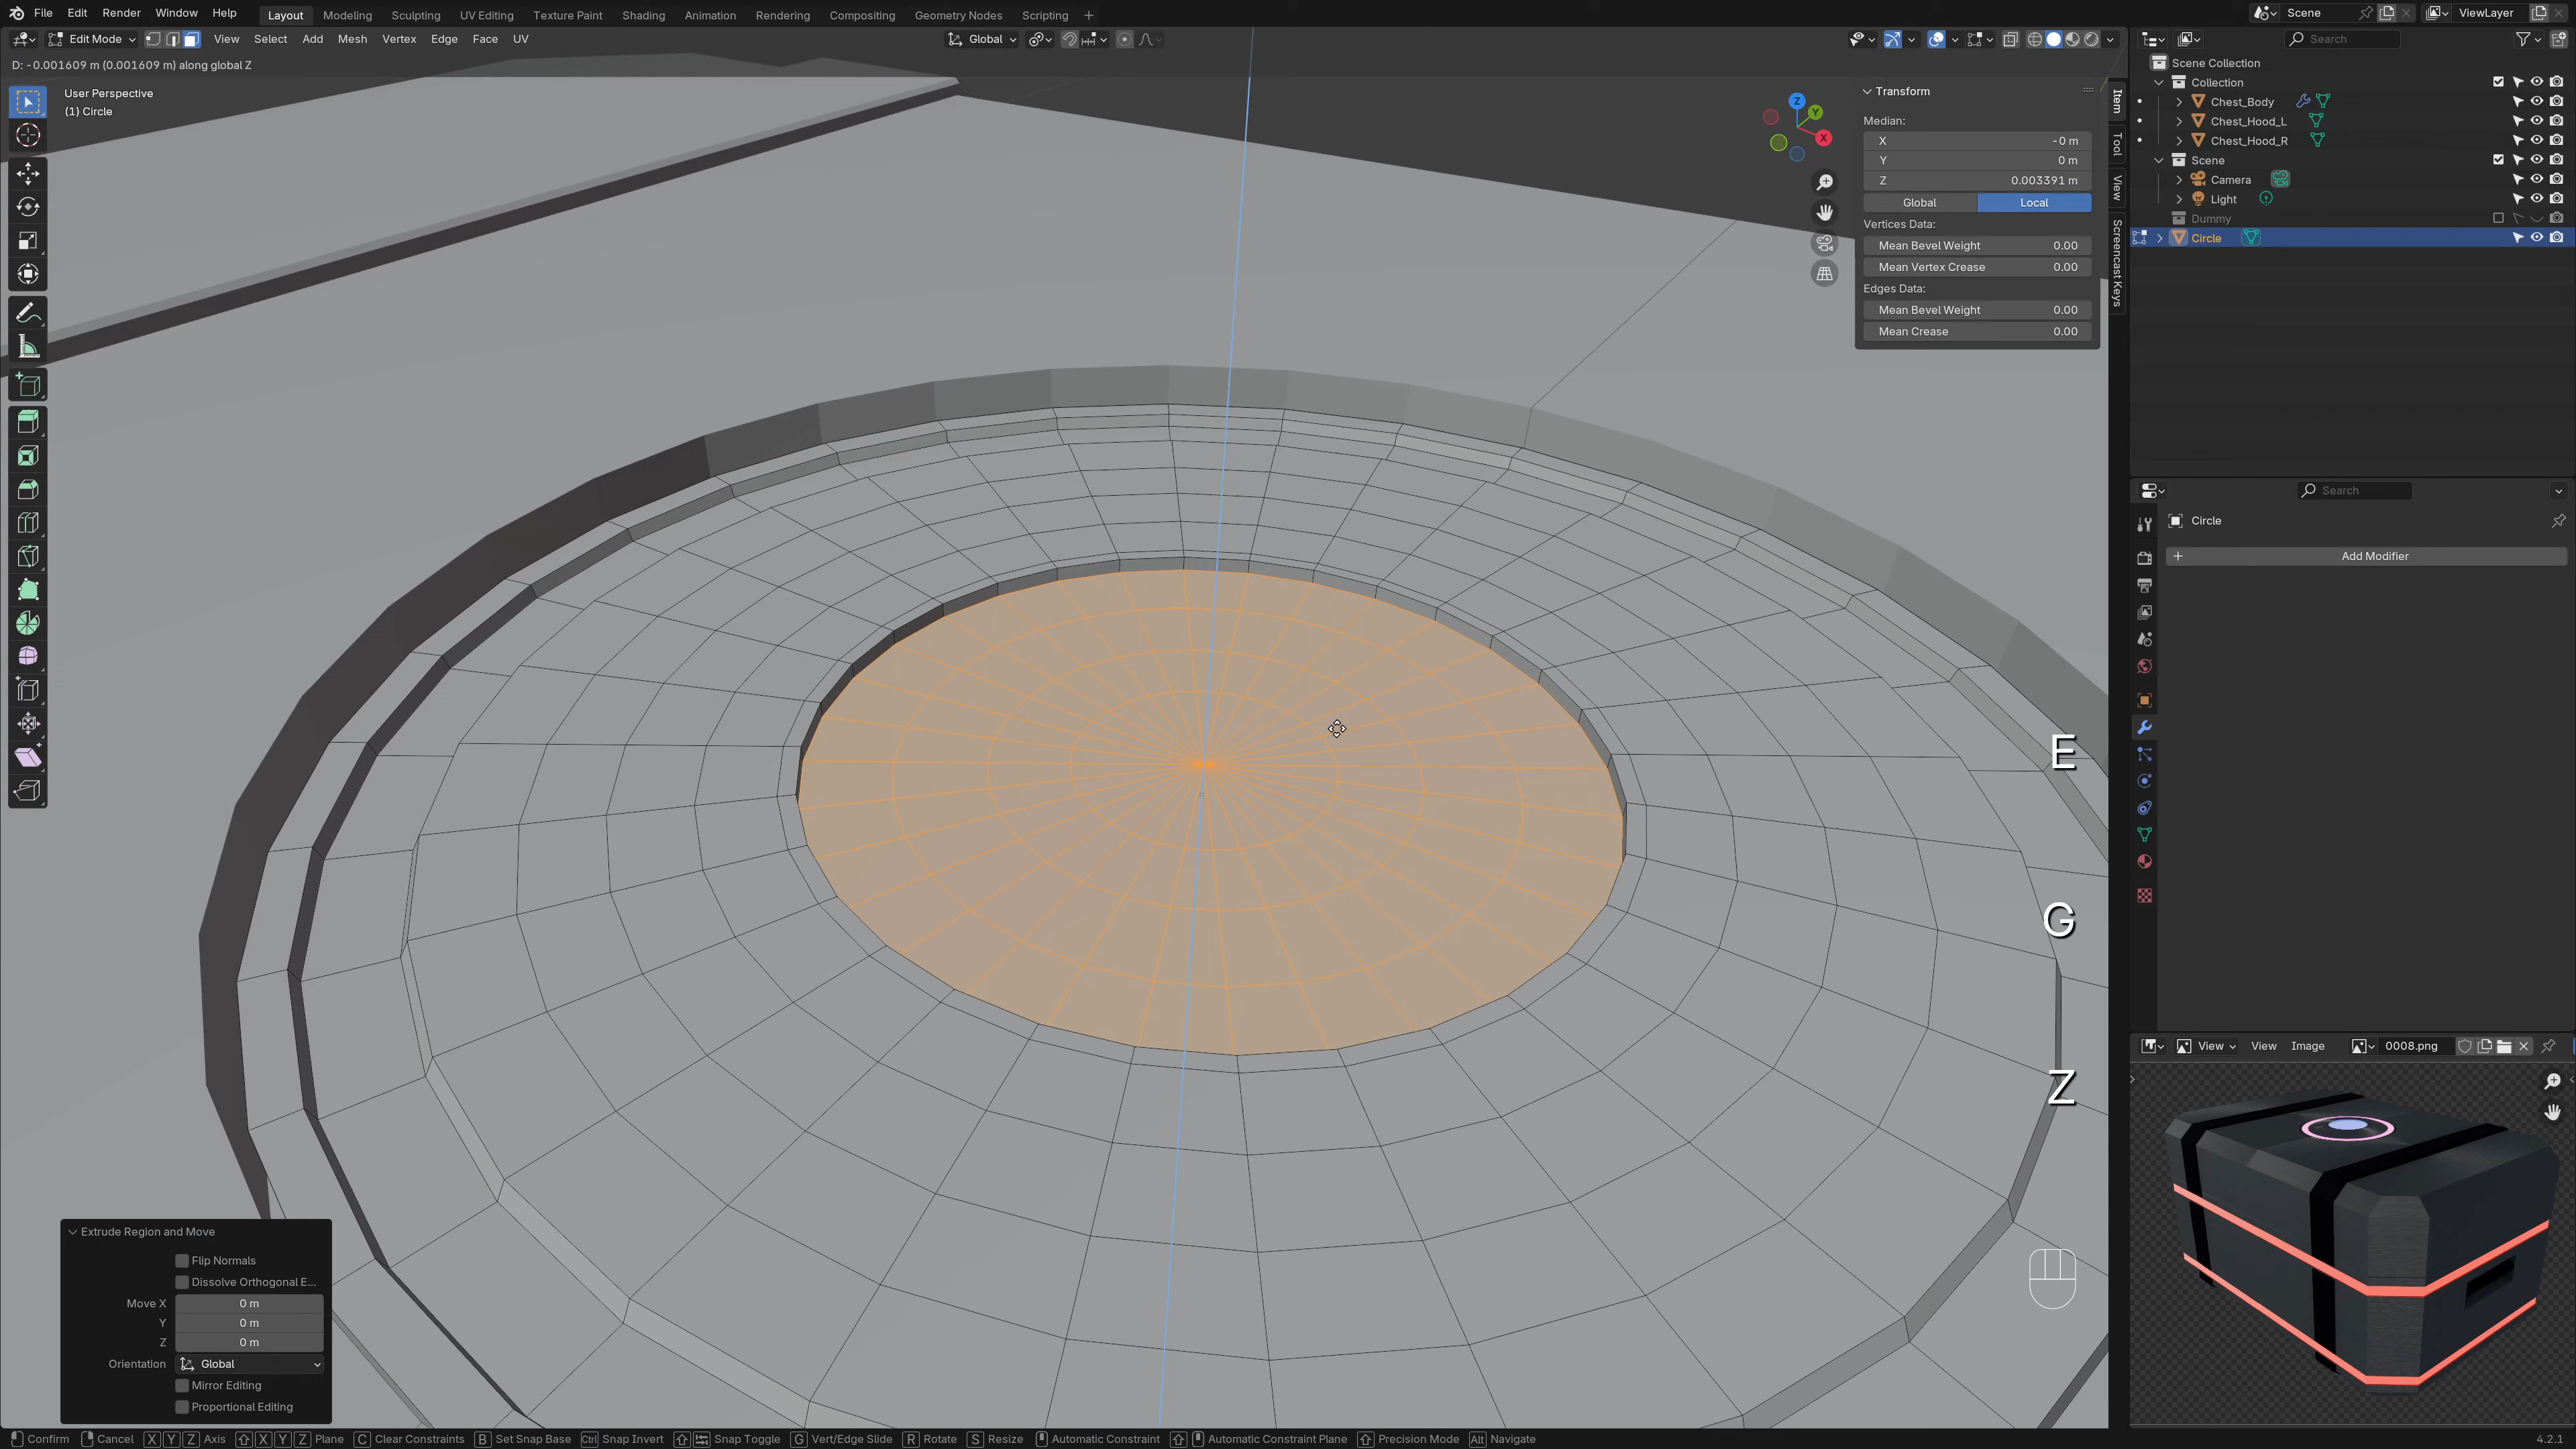 File Edit Render Window Help Layout Modeling Sculpting UV Editing Texture Paint Shading Animation Rendering Compositing Geometry Nodes Scripting + Scene ViewLayer
Edit Mode View Select Add Mesh Vertex Edge Face UV Global Search
D: -0.001609 m (0.001609 m) along global Z
User Perspective
(1) Circle
Z
Y
X
Transform
Median:
X -0 m
Y 0 m
Z 0.003391 m
Global Local
Vertices Data:
Mean Bevel Weight 0.00
Mean Vertex Crease 0.00
Edges Data:
Mean Bevel Weight 0.00
Mean Crease 0.00
Item
Tool
View
Screencast Keys
Scene Collection
Collection
Chest_Body
Chest_Hood_L
Chest_Hood_R
Scene
Camera
Light
Dummy
Circle
Search
Circle
+ Add Modifier
E
G
Z
View View Image 0008.png
Extrude Region and Move
Flip Normals
Dissolve Orthogonal E...
Move X 0 m
Y 0 m
Z 0 m
Orientation Global
Mirror Editing
Proportional Editing
Confirm Cancel X Y Z Axis X Y Z Plane C Clear Constraints B Set Snap Base Ctrl Snap Invert Snap Toggle G Vert/Edge Slide R Rotate S Resize Automatic Constraint Automatic Constraint Plane Precision Mode Alt Navigate 4.2.1